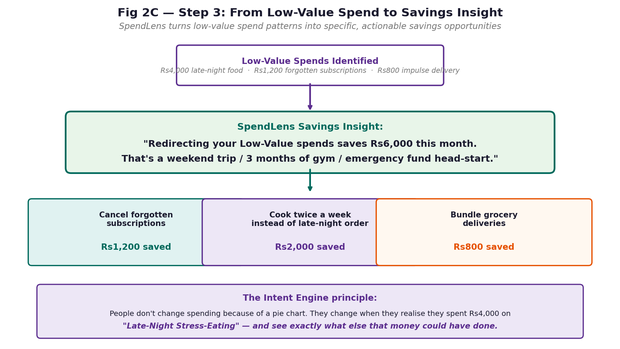 Fig 2C — Step 3: From Low-Value Spend to Savings Insight
SpendLens turns low-value spend patterns into specific, actionable savings opportunities
Low-Value Spends Identified
Rs4,000 late-night food · Rs1,200 forgotten subscriptions · Rs800 impulse delivery
SpendLens Savings Insight:
"Redirecting your Low-Value spends saves Rs6,000 this month.
That's a weekend trip / 3 months of gym / emergency fund head-start."
Cancel forgotten
subscriptions
Rs1,200 saved
Cook twice a week
instead of late-night order
Rs2,000 saved
Bundle grocery
deliveries
Rs800 saved
The Intent Engine principle:
People don't change spending because of a pie chart. They change when they realise they spent Rs4,000 on
"Late-Night Stress-Eating" — and see exactly what else that money could have done.